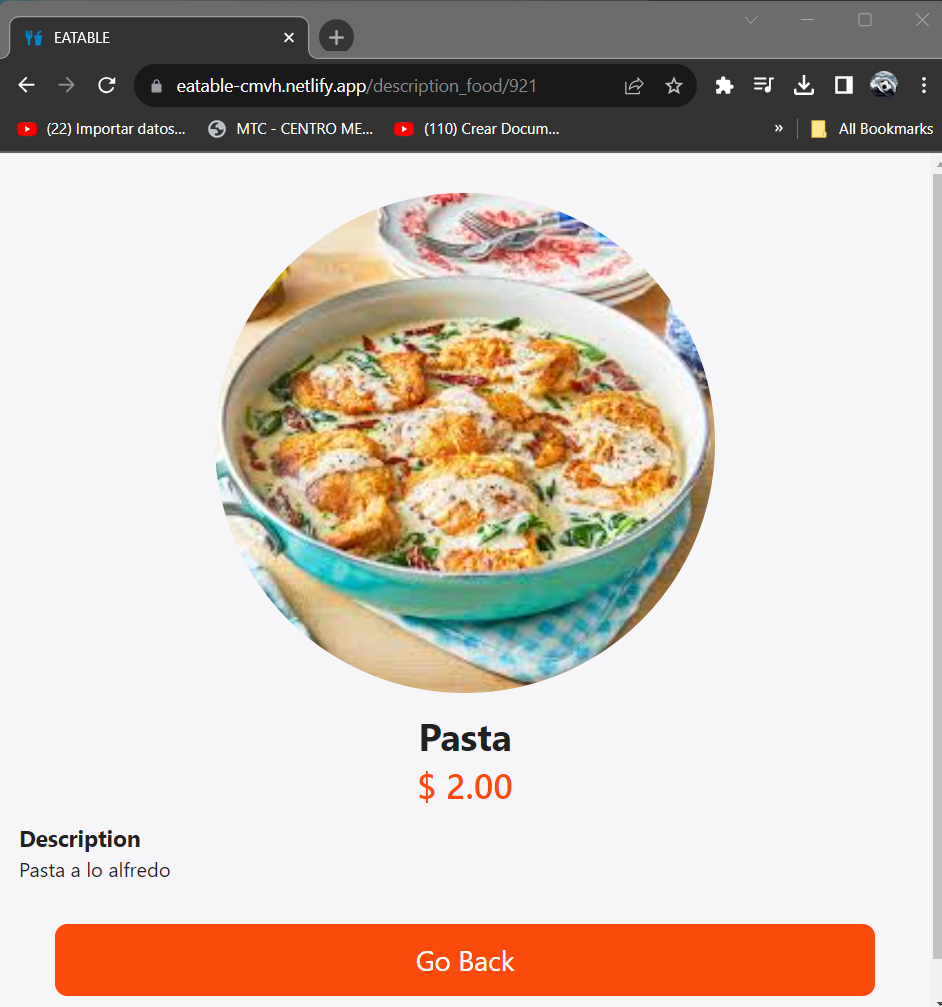 EATABLE
eatable-cmvh.netlify.app/description_food/921
(22) Importar datos...
MTC - CENTRO ME...
(110) Crear Docum...
»
All Bookmarks
Pasta
$ 2.00
Description
Pasta a lo alfredo
Go Back